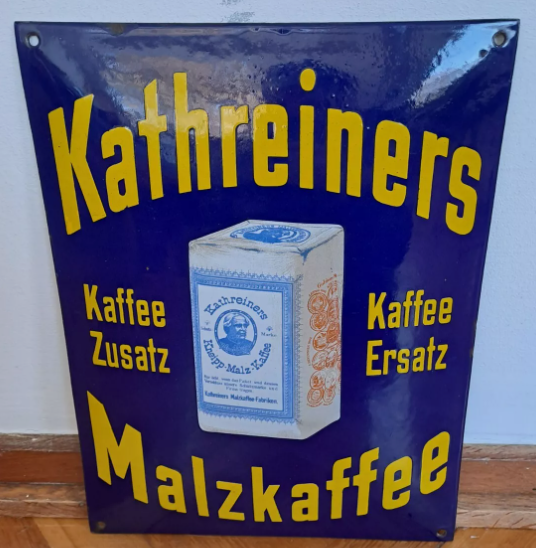 Kathreiners
Kaffee
Zusatz
Kaffee
Ersatz
Kathreiners
Kneipp-Malz-Kaffee
Kathreiners Malzkaffee-Fabriken
Malzkaffee